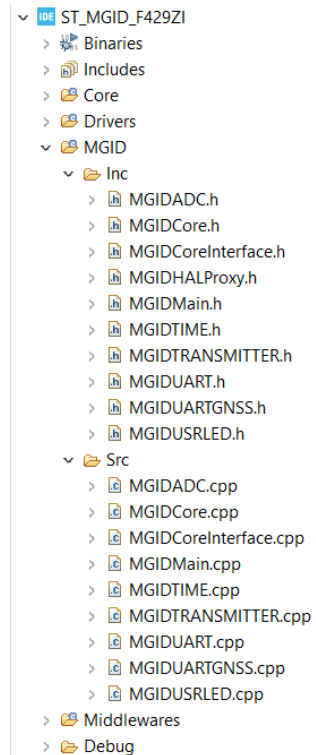 IDE ST_MGID_F429ZI
Binaries
Includes
Core
Drivers
MGID
Inc
.h MGIDADC.h
.h MGIDCore.h
.h MGIDCoreInterface.h
.h MGIDHALProxy.h
.h MGIDMain.h
.h MGIDTIME.h
.h MGIDTRANSMITTER.h
.h MGIDUART.h
.h MGIDUARTGNSS.h
.h MGIDUSRLED.h
Src
.c MGIDADC.cpp
.c MGIDCore.cpp
.c MGIDCoreInterface.cpp
.c MGIDMain.cpp
.c MGIDTIME.cpp
.c MGIDTRANSMITTER.cpp
.c MGIDUART.cpp
.c MGIDUARTGNSS.cpp
.c MGIDUSRLED.cpp
Middlewares
Debug